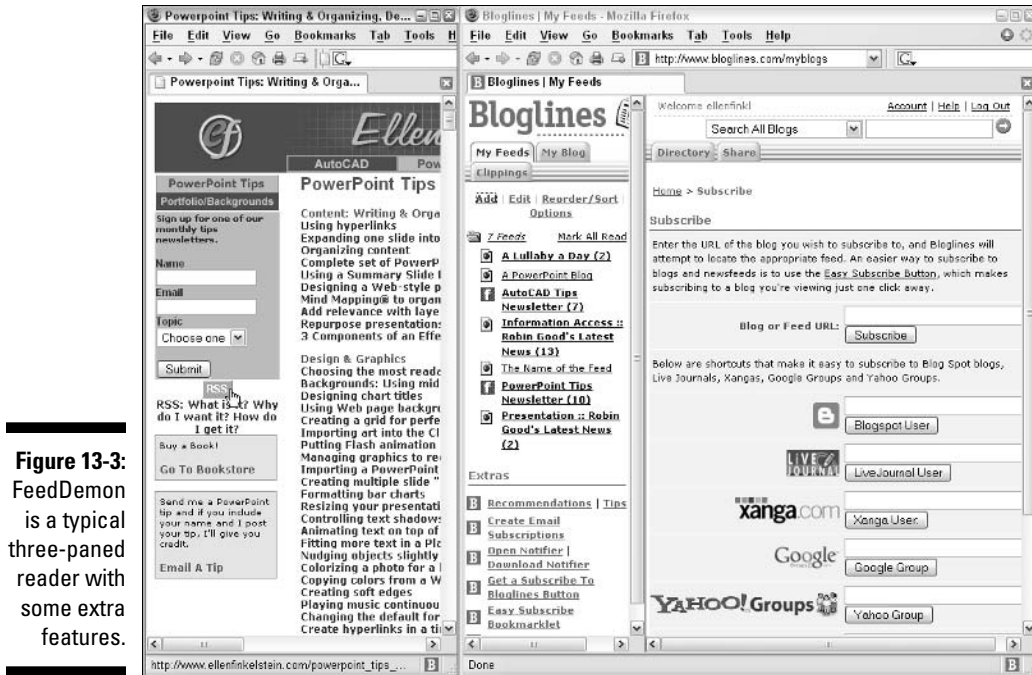 Powerpoint Tips: Writing & Organizing, De...
File Edit View Go Bookmarks Tab Tools H
Powerpoint Tips: Writing & Orga...
Ellen
AutoCAD Pow
PowerPoint Tips
Portfolio/Backgrounds
Sign up for one of our
monthly tips
newsletters.
Name
Email
Topic
Choose one
Submit
RSS
RSS: What is it? Why
do I want it? How do
I get it?
Buy a Book!
Go To Bookstore
Send me a PowerPoint
tip and if you include
your name and I post
your tip, I'll give you
credit.
Email A Tip
PowerPoint Tips
Content: Writing & Orga
Using hyperlinks
Expanding one slide into
Organizing content
Complete set of PowerP
Using a Summary Slide
Designing a Web-style p
Mind Mapping® to organ
Add relevance with laye
Repurpose presentation
3 Components of an Effe
Design & Graphics
Choosing the most reada
Backgrounds: Using mid
Designing chart titles
Using Web page backgro
Creating a grid for perfe
Importing art into the Cl
Putting Flash animation
Managing graphics to re
Importing a PowerPoint
Creating multiple slide "
Formatting bar charts
Resizing your presentati
Controlling text shadow
Animating text on top of
Fitting more text in a Pla
Nudging objects slightly
Colorizing a photo for a
Copying colors from a W
Creating soft edges
Playing music continuou
Changing the default for
Create hyperlinks in a ti
http://www.ellenfinkelstein.com/powerpoint_tips_...
Bloglines | My Feeds - Mozilla Firefox
File Edit View Go Bookmarks Tab Tools Help
http://www.bloglines.com/myblogs
Bloglines | My Feeds
Bloglines
My Feeds My Blog
Clippings
Add | Edit | Reorder/Sort |
Options
7 Feeds Mark All Read
A Lullaby a Day (2)
A PowerPoint Blog
AutoCAD Tips
Newsletter (7)
Information Access ::
Robin Good's Latest
News (13)
The Name of the Feed
PowerPoint Tips
Newsletter (10)
Presentation :: Robin
Good's Latest News
(2)
Extras
Recommendations | Tips
Create Email
Subscriptions
Open Notifier |
Download Notifier
Get a Subscribe To
Bloglines Button
Easy Subscribe
Bookmarklet
Welcome ellenfinkl
Account | Help | Log Out
Search All Blogs
Directory Share
Home > Subscribe
Subscribe
Enter the URL of the blog you wish to subscribe to, and Bloglines will
attempt to locate the appropriate feed. An easier way to subscribe to
blogs and newsfeeds is to use the Easy Subscribe Button, which makes
subscribing to a blog you're viewing just one click away.
Blog or Feed URL:
Subscribe
Below are shortcuts that make it easy to subscribe to Blog Spot blogs,
Live Journals, Xangas, Google Groups and Yahoo Groups.
Blogspot User
LIVE JOURNAL
LiveJournal User
xanga.com
Xanga User
Google
Google Group
YAHOO! Groups
Yahoo Group
Done
Figure 13-3:
FeedDemon
is a typical
three-paned
reader with
some extra
features.